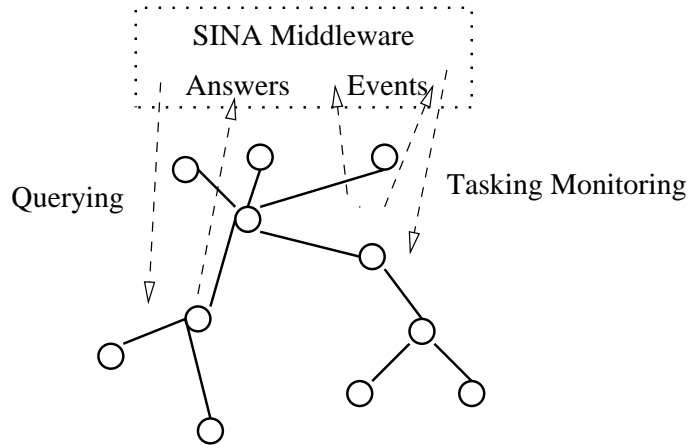 SINA Middleware
Answers Events
Querying
Tasking Monitoring